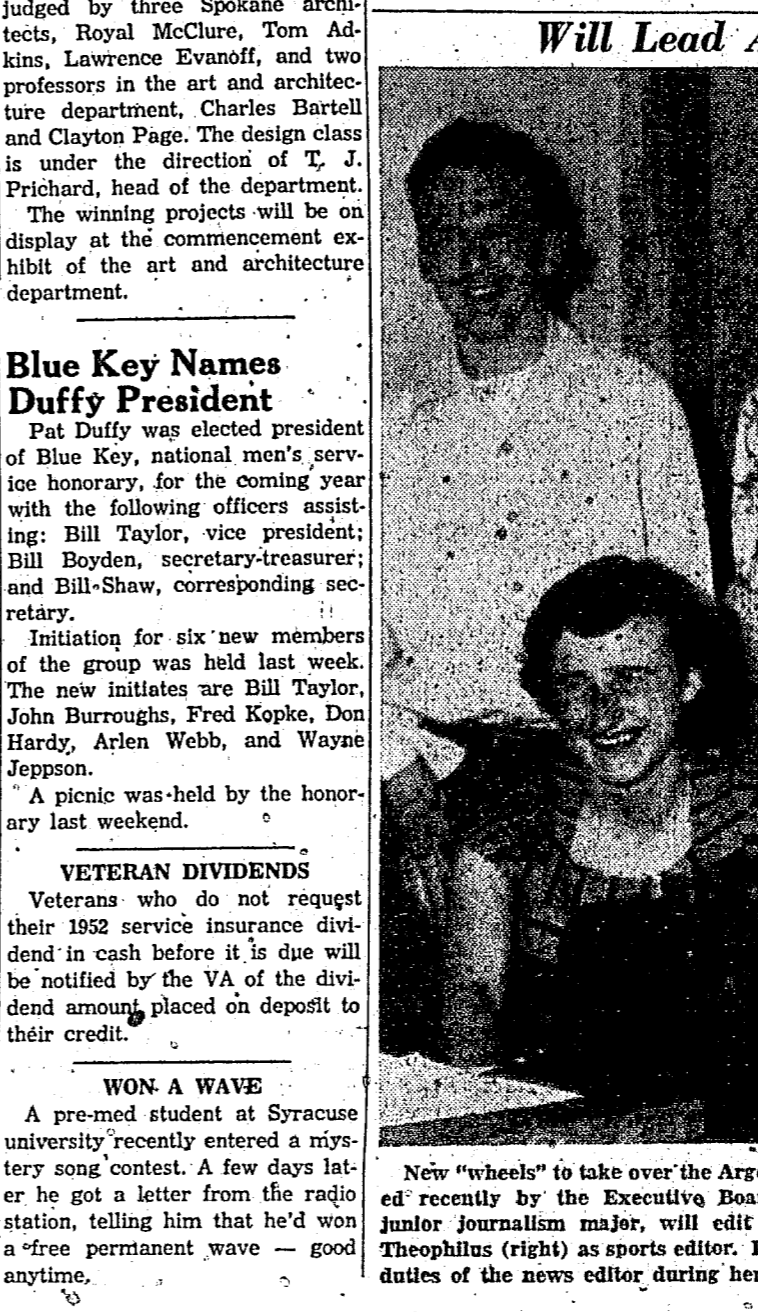 judged by three Spokane archi-
tects, Royal McClure, Tom Ad-
kins, Lawrence Evanoff, and two
professors in the art and architec-
ture department, Charles Bartell
and Clayton Page. The design class
is under the direction of T. J.
Prichard, head of the department.
The winning projects will be on
display at the commencement ex-
hibit of the art and architecture
department.
Blue Key Names
Duffy President
Pat Duffy was elected president
of Blue Key, national men's serv-
ice honorary, for the coming year
with the following officers assist-
ing: Bill Taylor, vice president;
Bill Boyden, secretary-treasurer;
and Bill Shaw, corresponding sec-
retary.
Initiation for six new members
of the group was held last week.
The new initiates are Bill Taylor,
John Burroughs, Fred Kopke, Don
Hardy, Arlen Webb, and Wayne
Jeppson.
A picnic was held by the honor-
ary last weekend.
VETERAN DIVIDENDS
Veterans who do not request
their 1952 service insurance divi-
dend in cash before it is due will
be notified by the VA of the divi-
dend amount placed on deposit to
their credit.
WON A WAVE
A pre-med student at Syracuse
university recently entered a mys-
tery song contest. A few days lat-
er he got a letter from the radio
station, telling him that he'd won
a free permanent wave — good
anytime.
Will Lead A
New "wheels" to take over the Arg
ed recently by the Executive Boa
junior journalism major, will edit
Theophilus (right) as sports editor.
duties of the news editor during her